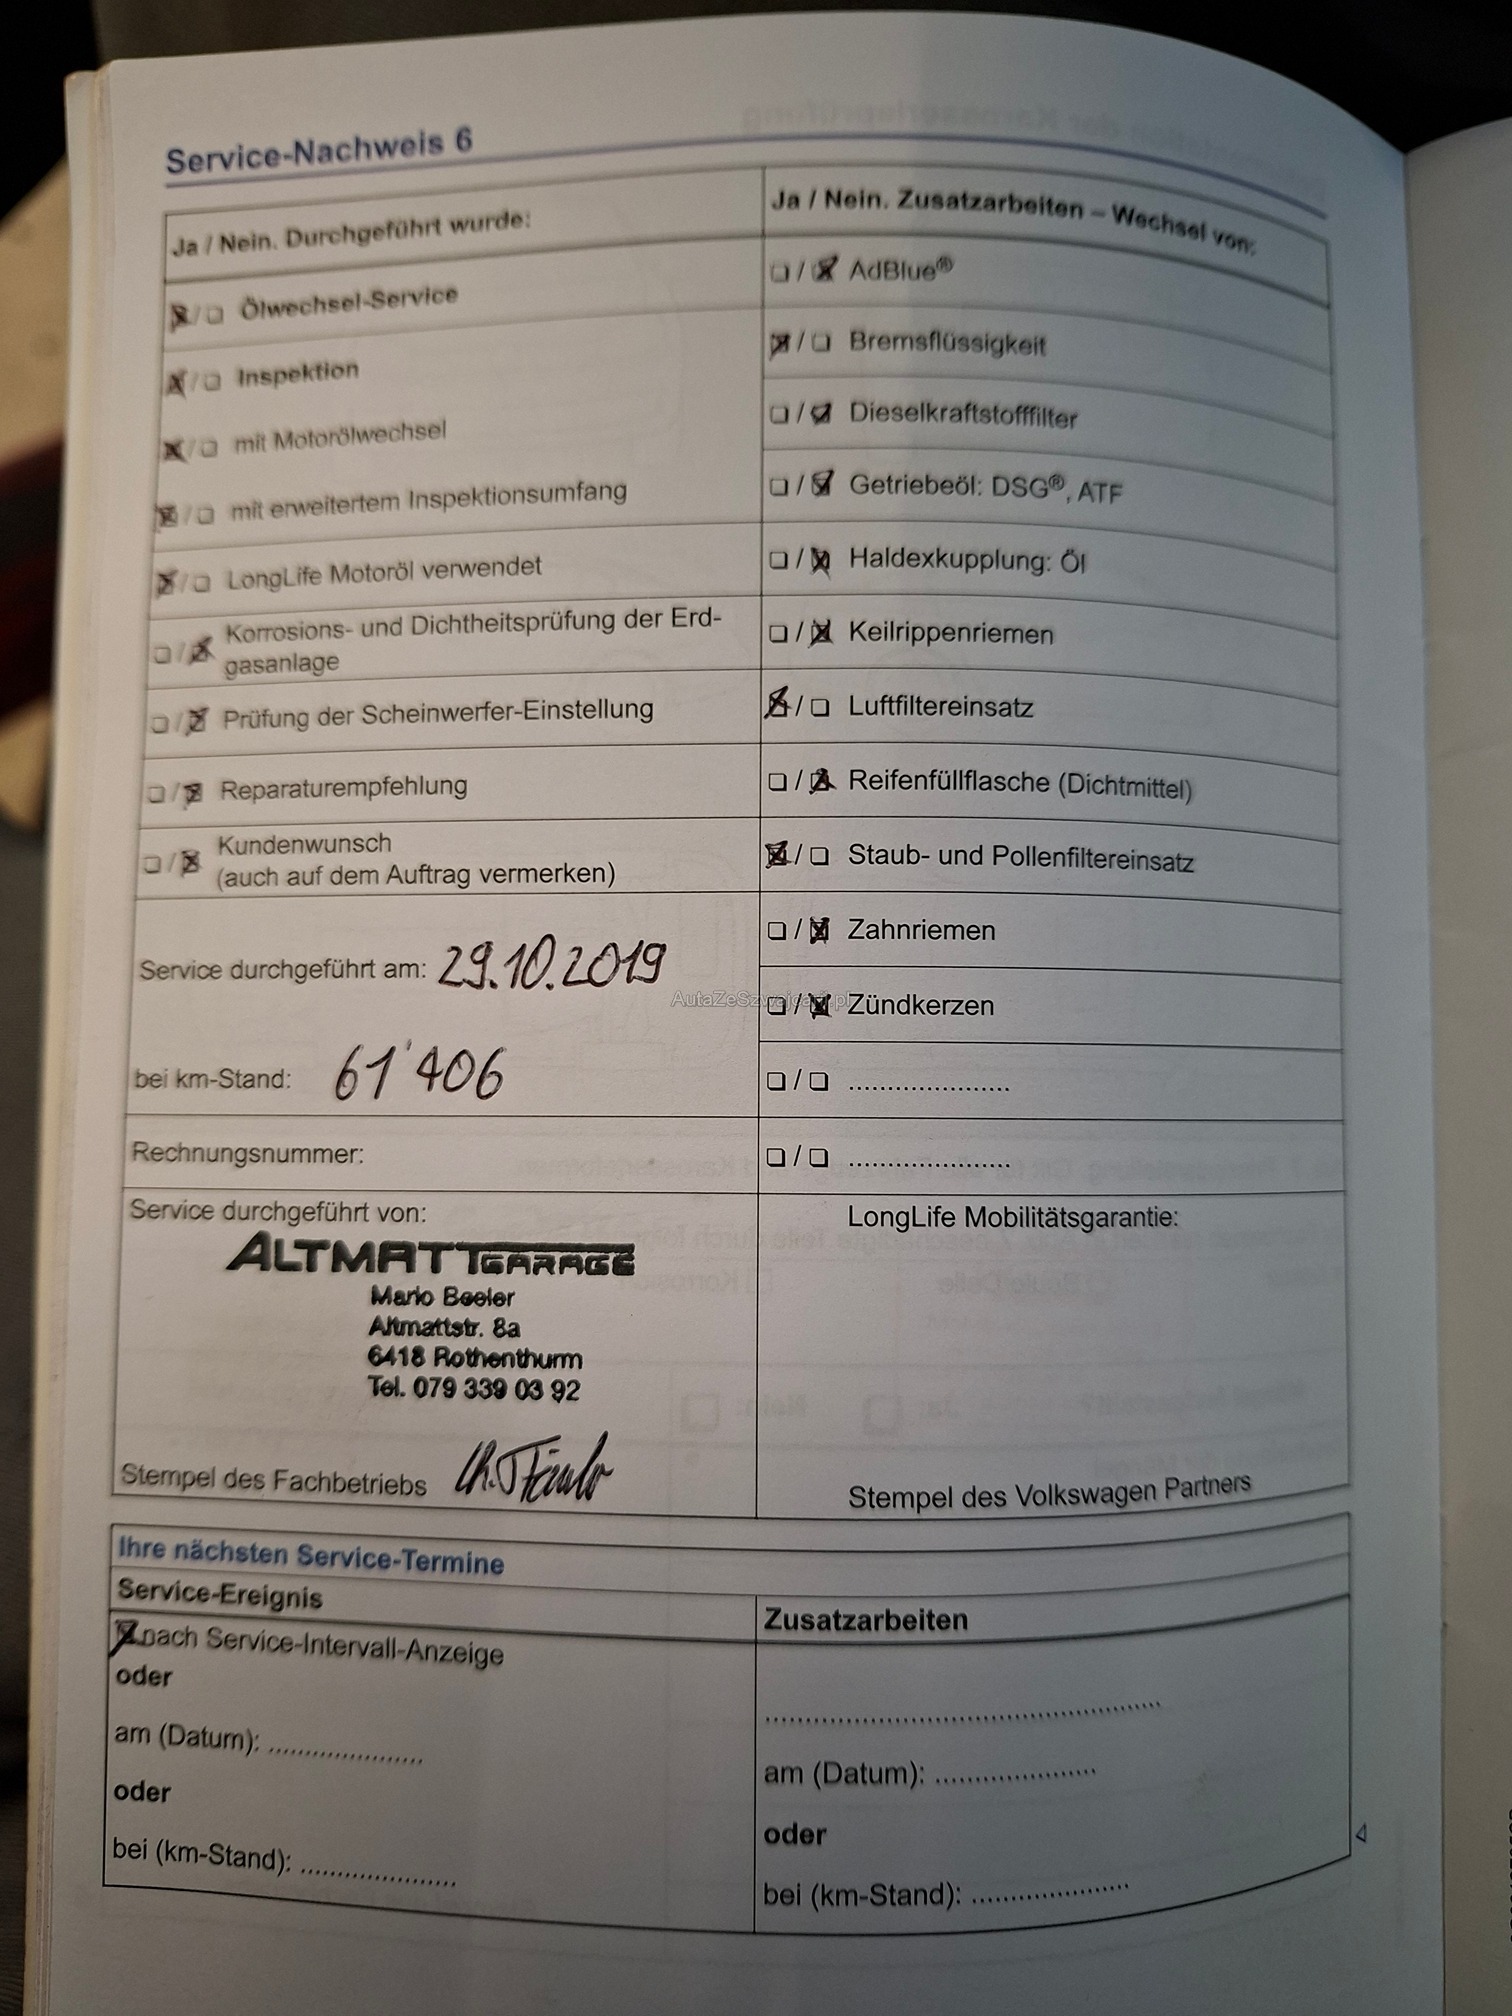 Service-Nachweis 6
Ja / Nein. Durchgeführt wurde:
☒/☐ Ölwechsel-Service
☒/☐ Inspektion
☒/☐ mit Motorölwechsel
☒/☐ mit erweitertem Inspektionsumfang
☒/☐ LongLife Motoröl verwendet
☐/☒ Korrosions- und Dichtheitsprüfung der Erd-
gasanlage
☐/☒ Prüfung der Scheinwerfer-Einstellung
☐/☒ Reparaturempfehlung
☐/☒ Kundenwunsch
(auch auf dem Auftrag vermerken)
Service durchgeführt am: 29.10.2019
bei km-Stand: 61'406
Rechnungsnummer:
Service durchgeführt von:
ALTMATTGARAGE
Mario Beeler
Altmattstr. 8a
6418 Rothenthurm
Tel. 079 339 03 92
Stempel des Fachbetriebs
Ja / Nein. Zusatzarbeiten – Wechsel von:
☐/☒ AdBlue®
☒/☐ Bremsflüssigkeit
☐/☒ Dieselkraftstofffilter
☐/☒ Getriebeöl: DSG®, ATF
☐/☒ Haldexkupplung: Öl
☐/☒ Keilrippenriemen
☒/☐ Luftfiltereinsatz
☐/☒ Reifenfüllflasche (Dichtmittel)
☒/☐ Staub- und Pollenfiltereinsatz
☐/☒ Zahnriemen
☐/☒ Zündkerzen
☐/☐ .....................
☐/☐ .....................
LongLife Mobilitätsgarantie:
Stempel des Volkswagen Partners
AutaZeSzwajcarii.pl
Ihre nächsten Service-Termine
Service-Ereignis
☒ nach Service-Intervall-Anzeige
oder
am (Datum): ....................
oder
bei (km-Stand): ....................
Zusatzarbeiten
..................................................
am (Datum): .....................
oder
bei (km-Stand): ....................